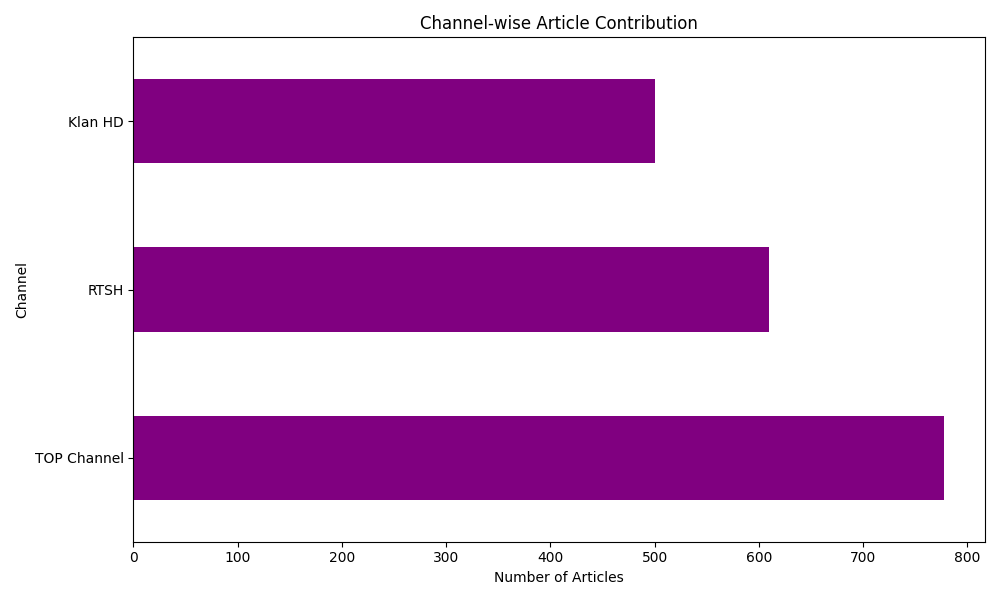 Channel-wise Article Contribution
Klan HD
RTSH
TOP Channel
Channel
0 100 200 300 400 500 600 700 800
Number of Articles